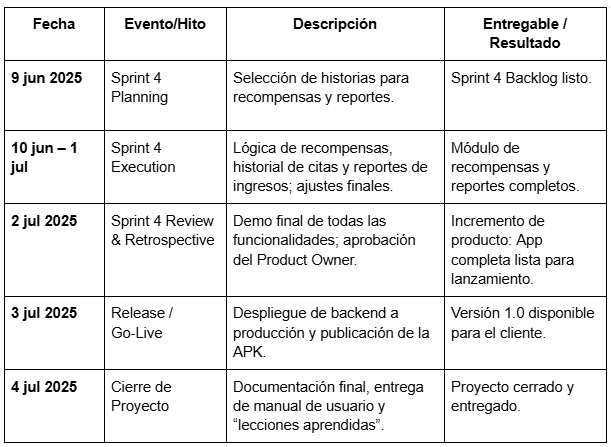 Fecha
Evento/Hito
Descripción
Entregable /
Resultado
9 jun 2025
Sprint 4
Planning
Selección de historias para
recompensas y reportes.
Sprint 4 Backlog listo.
10 jun – 1
jul
Sprint 4
Execution
Lógica de recompensas,
historial de citas y reportes de
ingresos; ajustes finales.
Módulo de
recompensas y
reportes completos.
2 jul 2025
Sprint 4 Review
& Retrospective
Demo final de todas las
funcionalidades; aprobación
del Product Owner.
Incremento de
producto: App
completa lista para
lanzamiento.
3 jul 2025
Release /
Go-Live
Despliegue de backend a
producción y publicación de la
APK.
Versión 1.0 disponible
para el cliente.
4 jul 2025
Cierre de
Proyecto
Documentación final, entrega
de manual de usuario y
“lecciones aprendidas”.
Proyecto cerrado y
entregado.